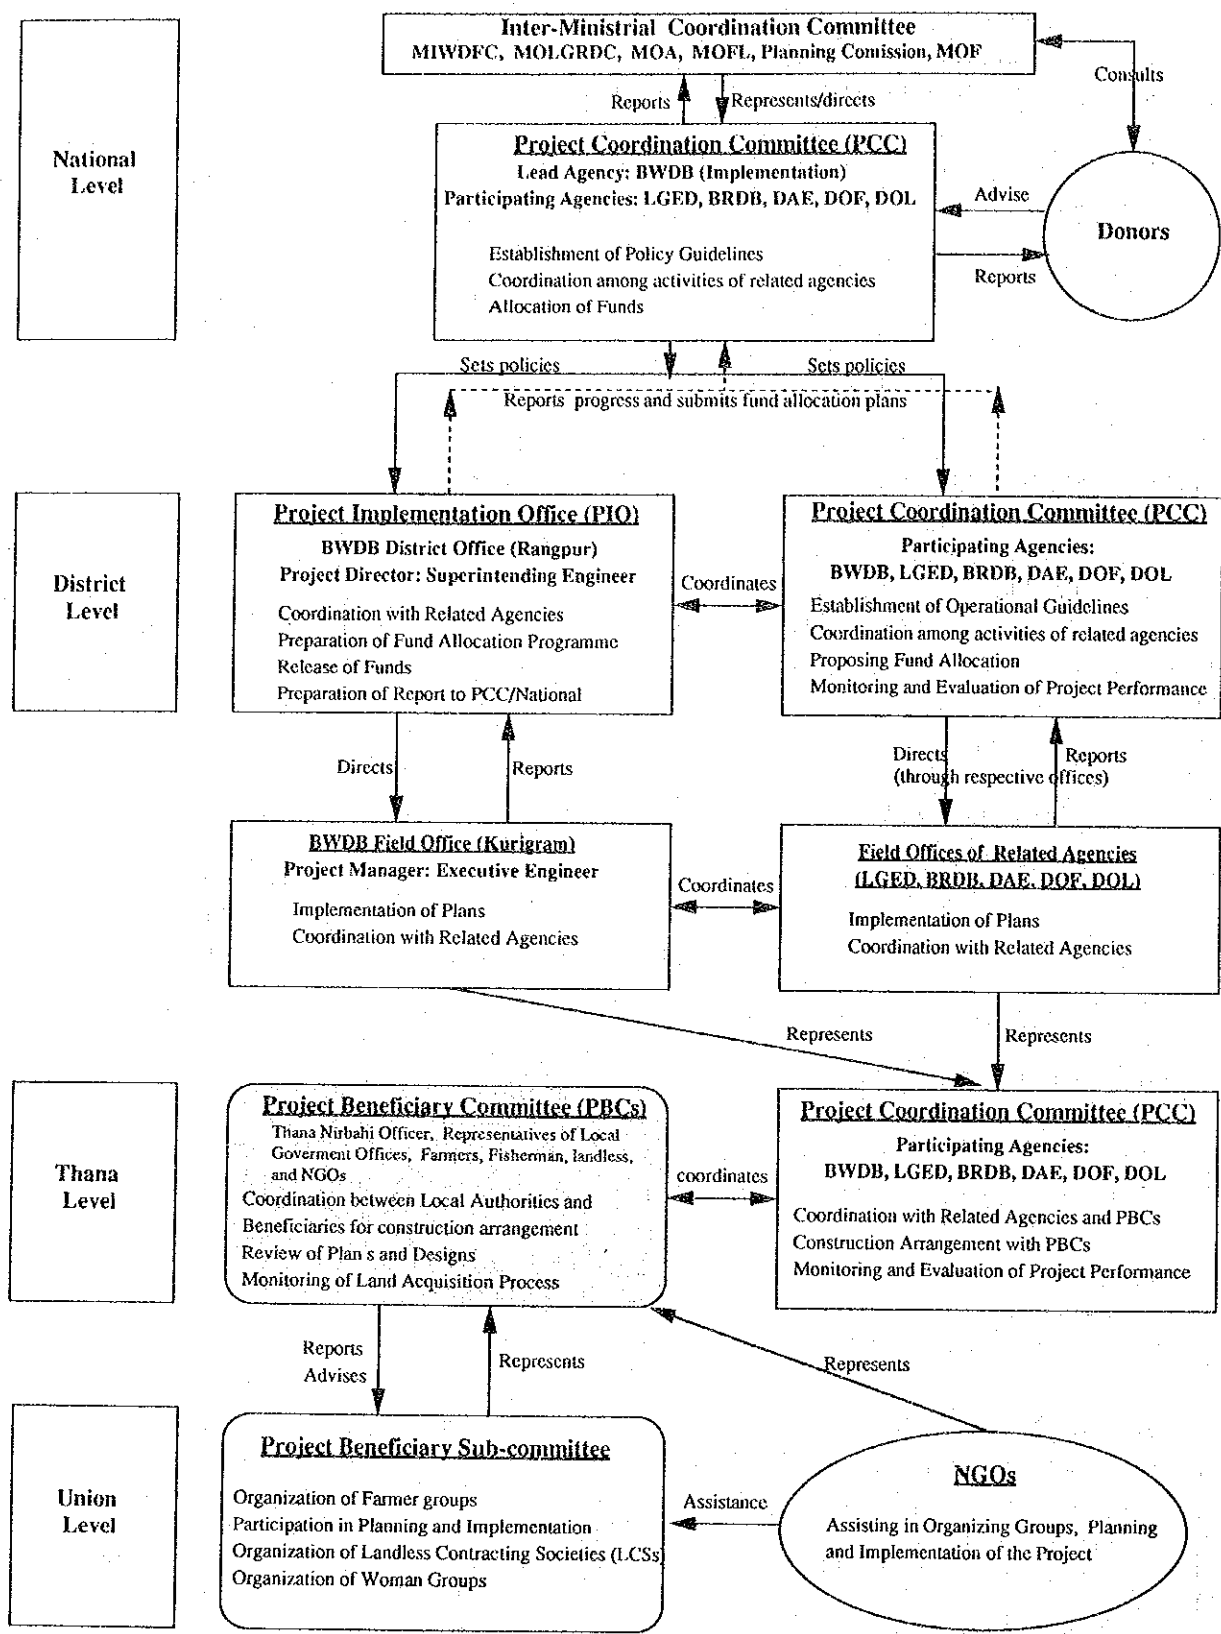 Inter-Ministrial Coordination Committee
MIWDFC, MOLGRDC, MOA, MOFL, Planning Comission, MOF
Consults
Reports
Represents/directs
National
Level
Project Coordination Committee (PCC)
Lead Agency: BWDB (Implementation)
Participating Agencies: LGED, BRDB, DAE, DOF, DOL
Establishment of Policy Guidelines
Coordination among activities of related agencies
Allocation of Funds
Advise
Reports
Donors
Sets policies
Sets policies
Reports progress and submits fund allocation plans
District
Level
Project Implementation Office (PIO)
BWDB District Office (Rangpur)
Project Director: Superintending Engineer
Coordination with Related Agencies
Preparation of Fund Allocation Programme
Release of Funds
Preparation of Report to PCC/National
Coordinates
Project Coordination Committee (PCC)
Participating Agencies:
BWDB, LGED, BRDB, DAE, DOF, DOL
Establishment of Operational Guidelines
Coordination among activities of related agencies
Proposing Fund Allocation
Monitoring and Evaluation of Project Performance
Directs
Reports
Directs
(through respective offices)
Reports
BWDB Field Office (Kurigram)
Project Manager: Executive Engineer
Implementation of Plans
Coordination with Related Agencies
Coordinates
Field Offices of Related Agencies
(LGED, BRDB, DAE, DOF, DOL)
Implementation of Plans
Coordination with Related Agencies
Represents
Represents
Thana
Level
Project Beneficiary Committee (PBCs)
Thana Nirbahi Officer, Representatives of Local
Goverment Offices, Farmers, Fisherman, landless,
and NGOs
Coordination between Local Authorities and
Beneficiaries for construction arrangement
Review of Plan s and Designs
Monitoring of Land Acquisition Process
coordinates
Project Coordination Committee (PCC)
Participating Agencies:
BWDB, LGED, BRDB, DAE, DOF, DOL
Coordination with Related Agencies and PBCs
Construction Arrangement with PBCs
Monitoring and Evaluation of Project Performance
Reports
Advises
Represents
Represents
Union
Level
Project Beneficiary Sub-committee
Organization of Farmer groups
Participation in Planning and Implementation
Organization of Landless Contracting Societies (LCSs)
Organization of Woman Groups
Assistance
NGOs
Assisting in Organizing Groups, Planning
and Implementation of the Project